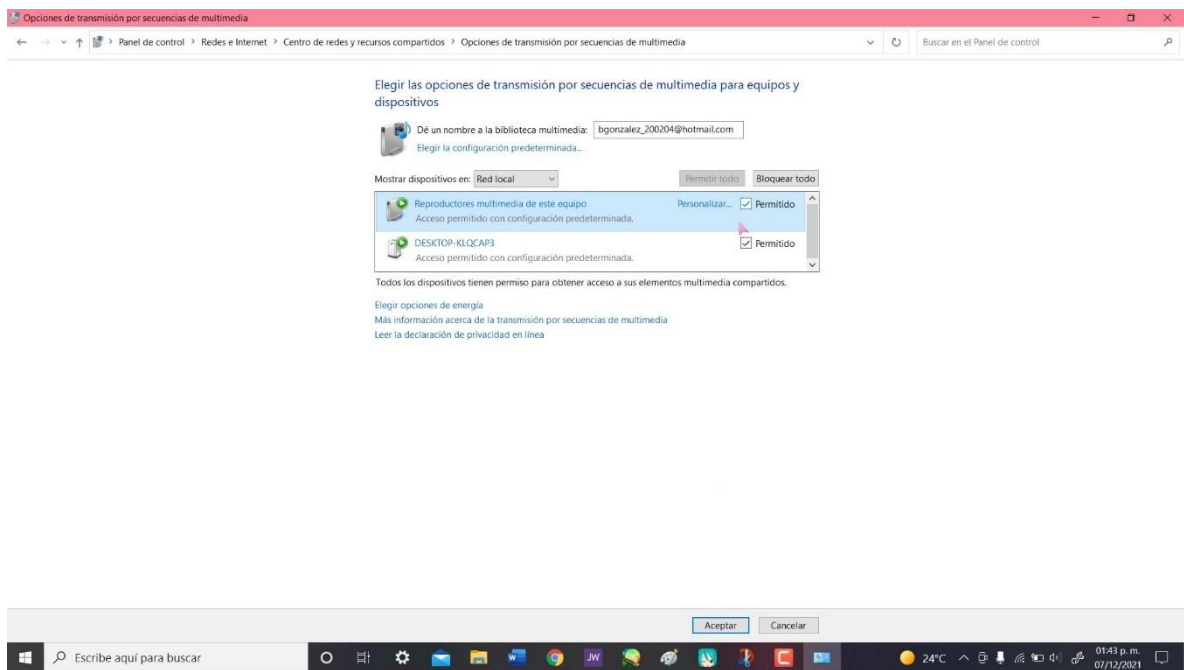 Opciones de transmisión por secuencias de multimedia
Panel de control > Redes e Internet > Centro de redes y recursos compartidos > Opciones de transmisión por secuencias de multimedia
Buscar en el Panel de control
Elegir las opciones de transmisión por secuencias de multimedia para equipos y
dispositivos
Dé un nombre a la biblioteca multimedia: bgonzalez_200204@hotmail.com
Elegir la configuración predeterminada...
Mostrar dispositivos en: Red local Permitir todo Bloquear todo
Reproductores multimedia de este equipo Personalizar... Permitido
Acceso permitido con configuración predeterminada.
DESKTOP-KLQCAP3 Permitido
Acceso permitido con configuración predeterminada.
Todos los dispositivos tienen permiso para obtener acceso a sus elementos multimedia compartidos.
Elegir opciones de energía
Más información acerca de la transmisión por secuencias de multimedia
Leer la declaración de privacidad en línea
Aceptar Cancelar
Escribe aquí para buscar
W
JW
24°C
01:43 p. m.
07/12/2021